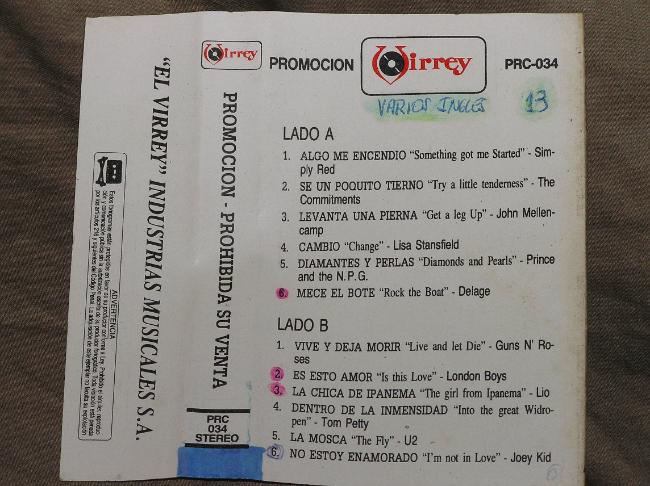 Virrey
PROMOCION
Virrey
PRC-034
VARIOS INGLES 13
LADO A
1. ALGO ME ENCENDIO "Something got me Started" - Sim-
ply Red
2. SE UN POQUITO TIERNO "Try a little tenderness" - The
Commitments
3. LEVANTA UNA PIERNA "Get a leg Up" - John Mellen-
camp
4. CAMBIO "Change" - Lisa Stansfield
5. DIAMANTES Y PERLAS "Diamonds and Pearls" - Prince
and the N.P.G.
6. MECE EL BOTE "Rock the Boat" - Delage
LADO B
1. VIVE Y DEJA MORIR "Live and let Die" - Guns N' Ro-
ses
2. ES ESTO AMOR "Is this Love" - London Boys
3. LA CHICA DE IPANEMA "The girl from Ipanema" - Lio
4. DENTRO DE LA INMENSIDAD "Into the great Widro-
pen" - Tom Petty
5. LA MOSCA "The Fly" - U2
6. NO ESTOY ENAMORADO "I'm not in Love" - Joey Kid
PROMOCION - PROHIBIDA SU VENTA
PRC
034
STEREO
"EL VIRREY" INDUSTRIAS MUSICALES S.A.
ADVERTENCIA